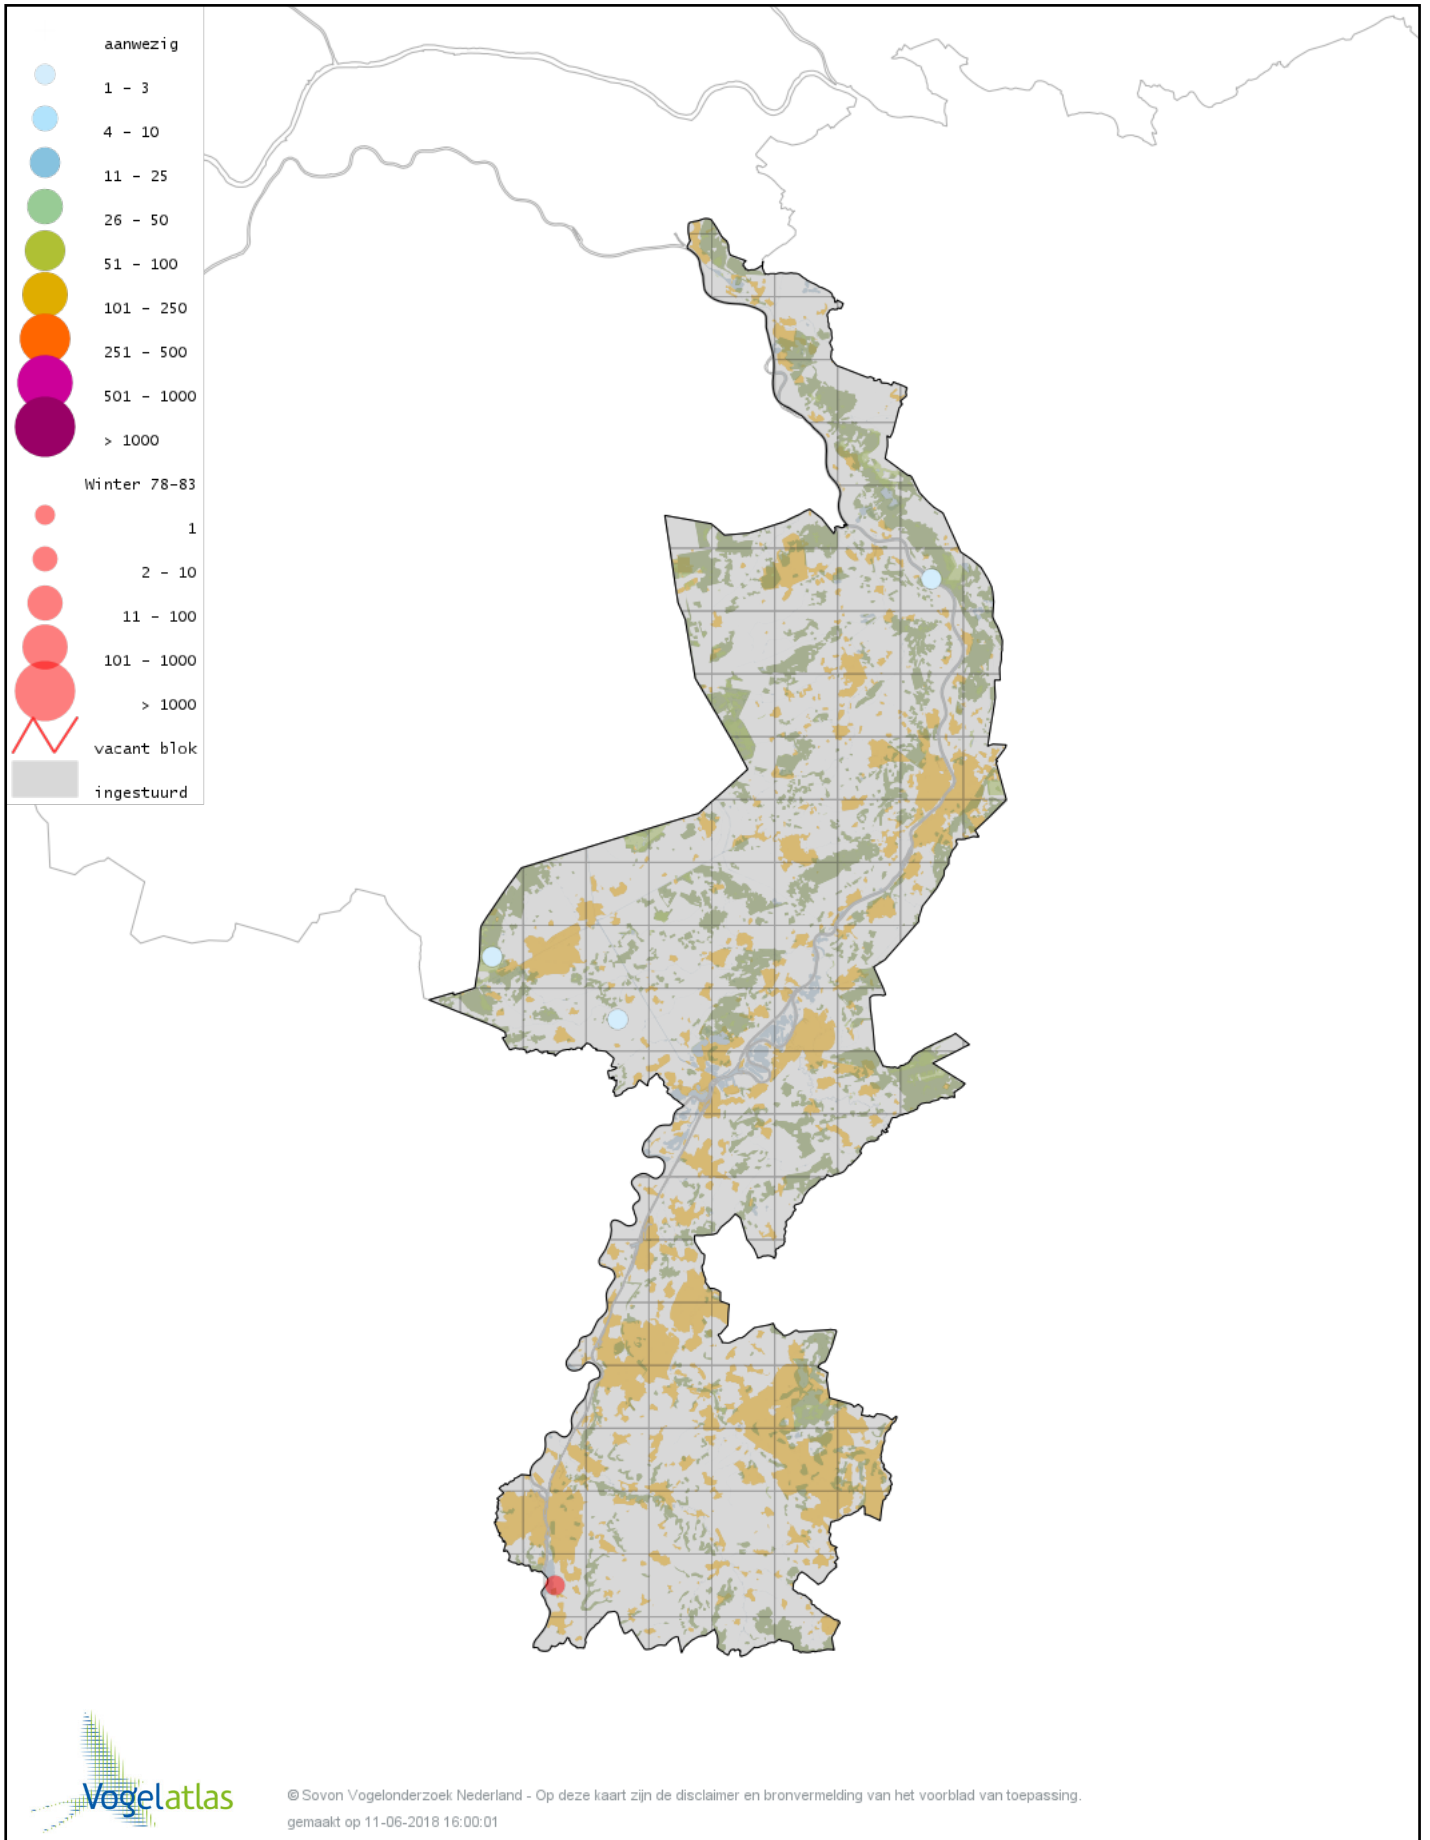 aanwezig
1 - 3
4 - 10
11 - 25
26 - 50
51 - 100
101 - 250
251 - 500
501 - 1000
> 1000
Winter 78-83
1
2 - 10
11 - 100
101 - 1000
> 1000
vacant blok
ingestuurd
Vogelatlas
© Sovon Vogelonderzoek Nederland - Op deze kaart zijn de disclaimer en bronvermelding van het voorblad van toepassing.
gemaakt op 11-06-2018 16:00:01